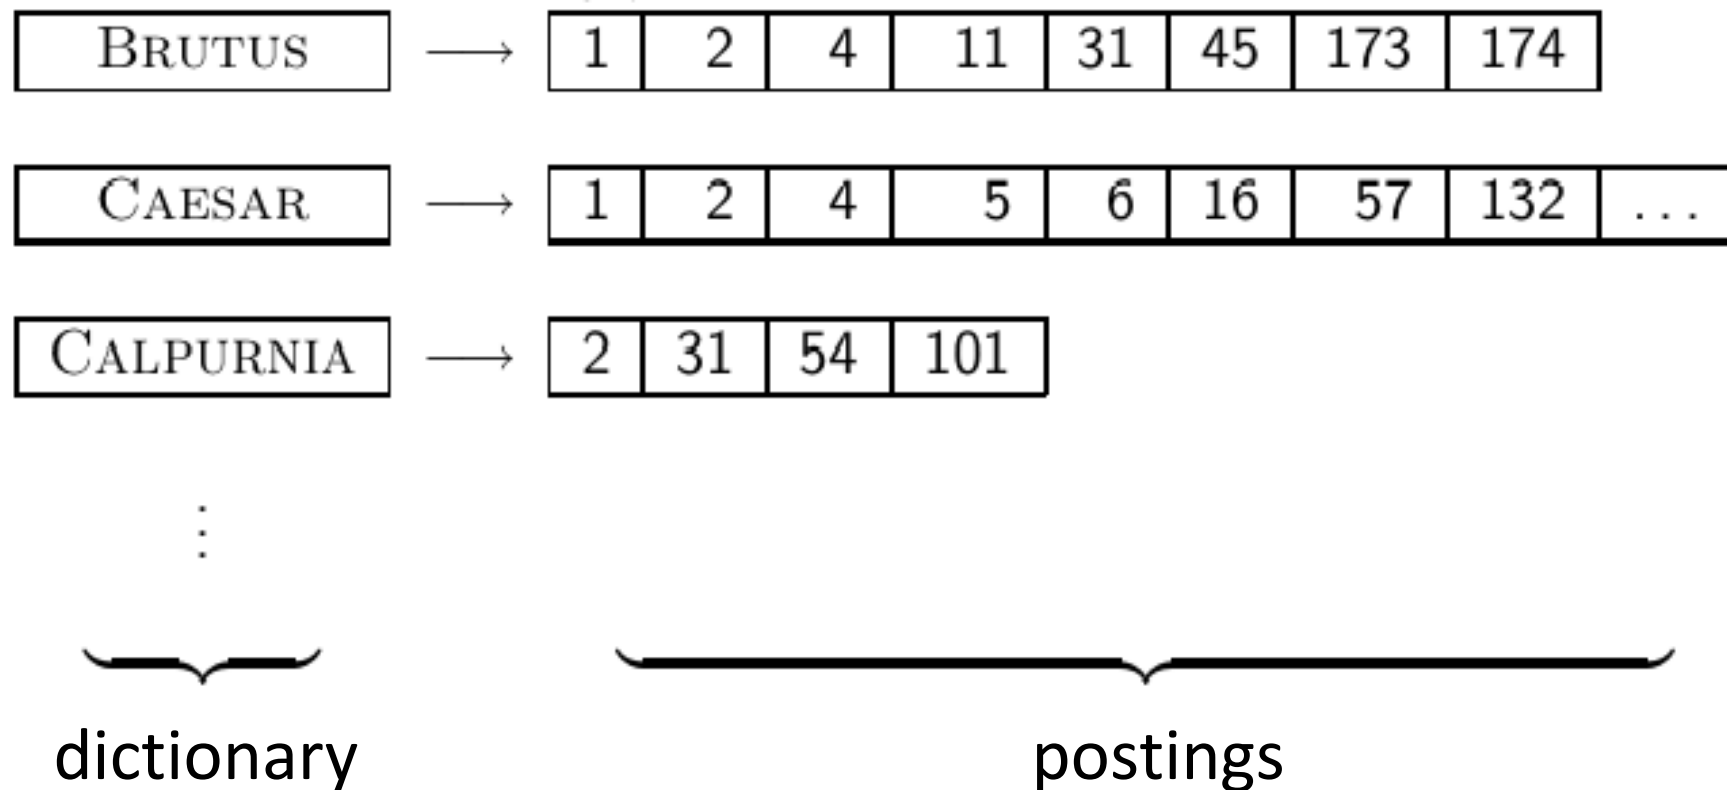 BRUTUS ⟶ 1 2 4 11 31 45 173 174
CAESAR ⟶ 1 2 4 5 6 16 57 132 ...
CALPURNIA ⟶ 2 31 54 101
⋮
dictionary postings